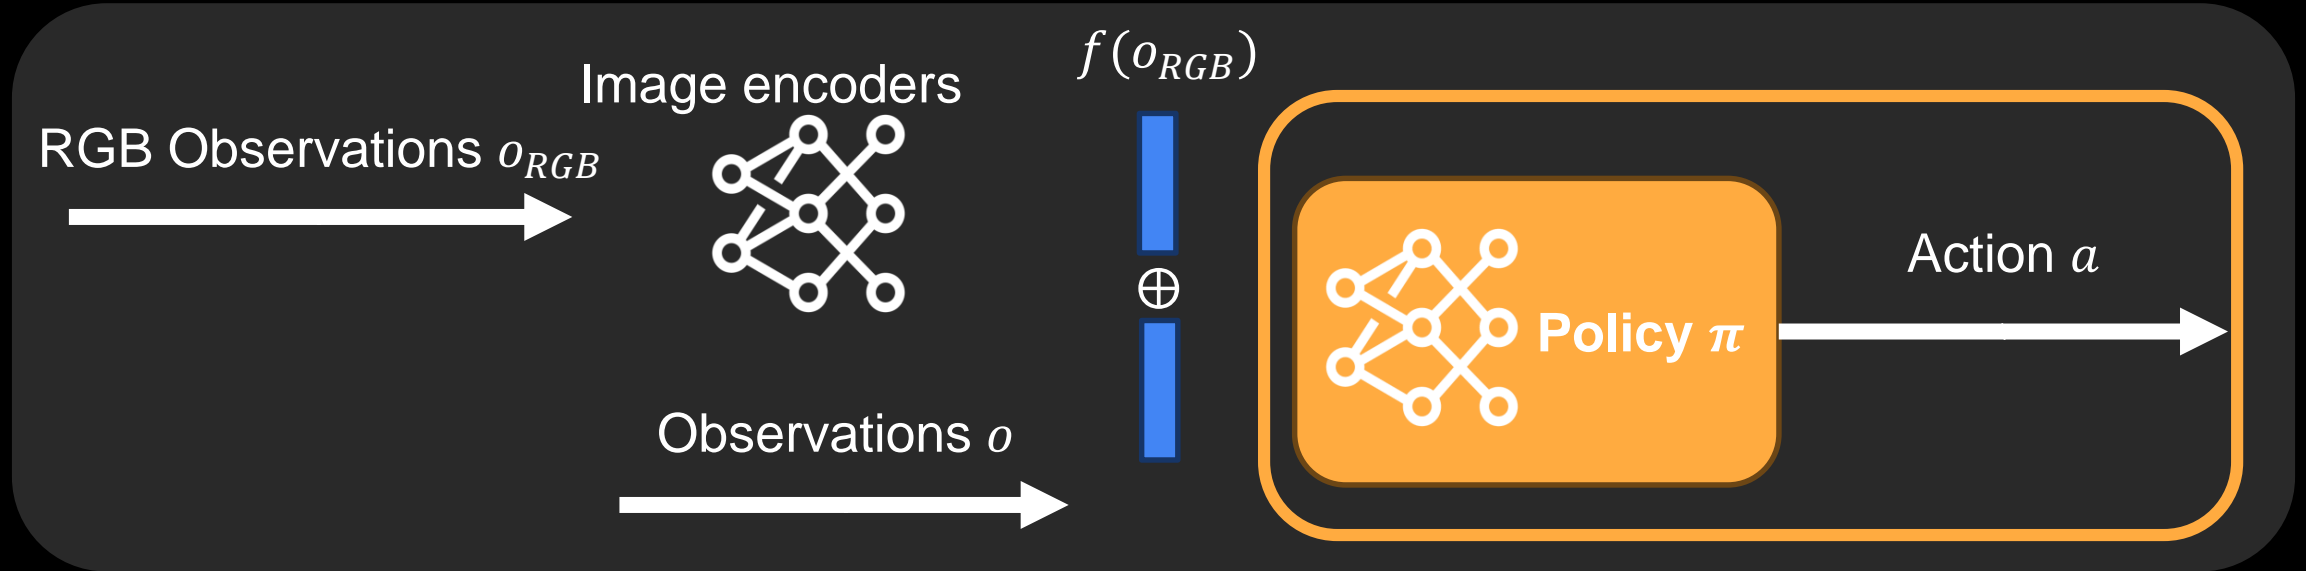 f(o_RGB)
Image encoders
RGB Observations o_RGB
⊕
Policy π
Action a
Observations o